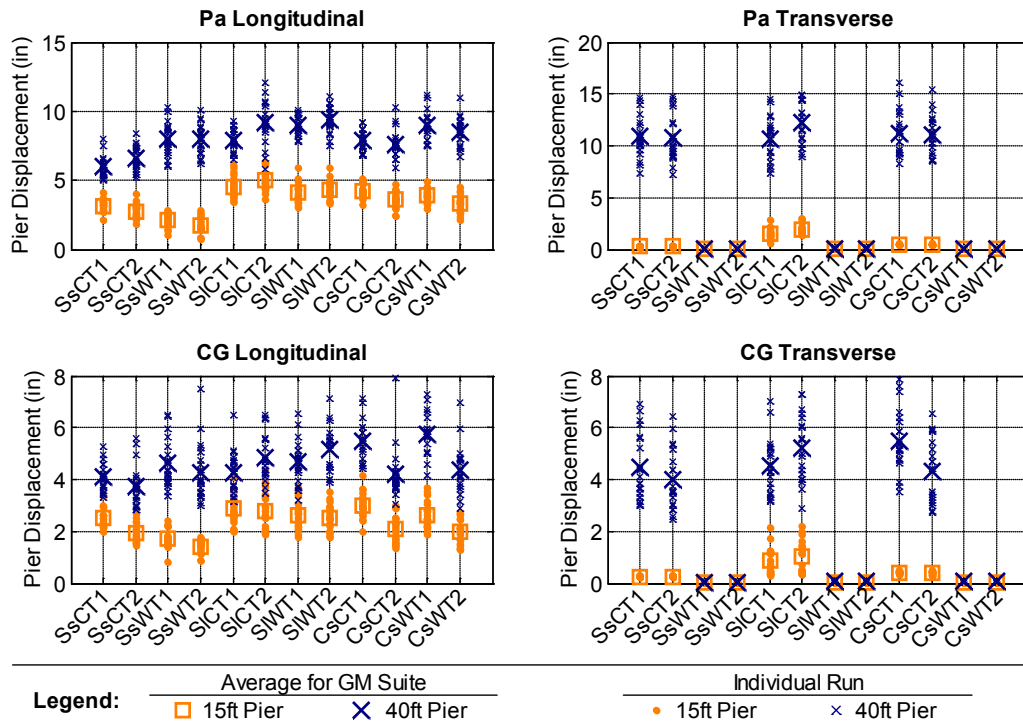 Pa Longitudinal
Pier Displacement (in)
15
10
5
0
SsCT1
SsCT2
SsWT1
SsWT2
SlCT1
SlCT2
SlWT1
SlWT2
CsCT1
CsCT2
CsWT1
CsWT2
Pa Transverse
Pier Displacement (in)
20
15
10
5
0
SsCT1
SsCT2
SsWT1
SsWT2
SlCT1
SlCT2
SlWT1
SlWT2
CsCT1
CsCT2
CsWT1
CsWT2
CG Longitudinal
Pier Displacement (in)
8
6
4
2
0
SsCT1
SsCT2
SsWT1
SsWT2
SlCT1
SlCT2
SlWT1
SlWT2
CsCT1
CsCT2
CsWT1
CsWT2
CG Transverse
Pier Displacement (in)
8
6
4
2
0
SsCT1
SsCT2
SsWT1
SsWT2
SlCT1
SlCT2
SlWT1
SlWT2
CsCT1
CsCT2
CsWT1
CsWT2
Legend:
Average for GM Suite
15ft Pier
40ft Pier
Individual Run
15ft Pier
40ft Pier